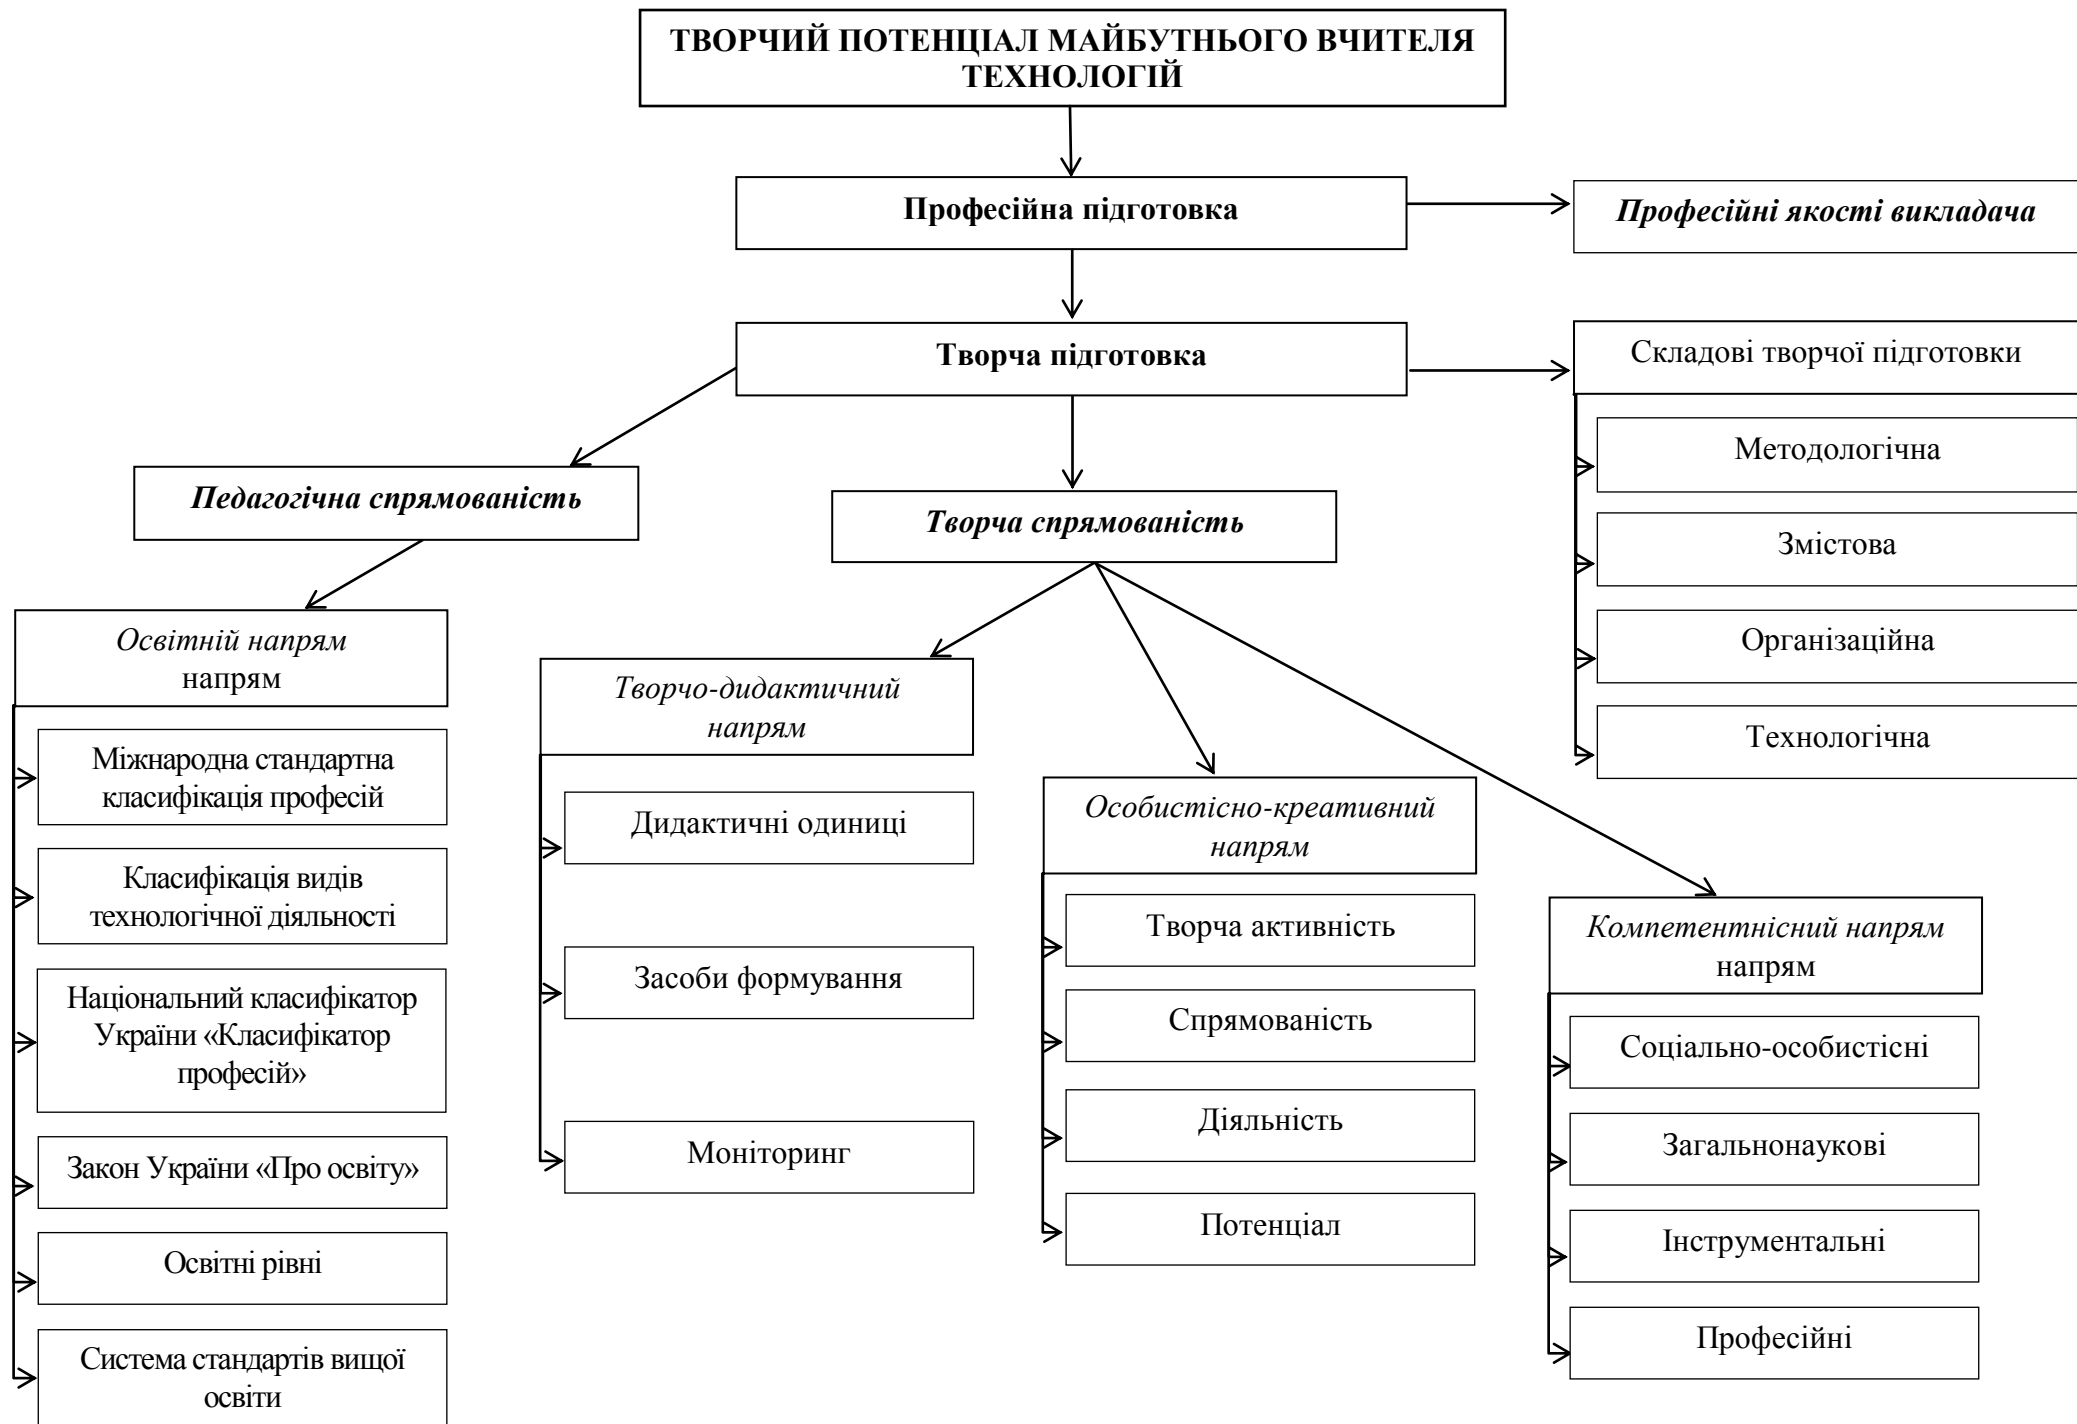 ТВОРЧИЙ ПОТЕНЦІАЛ МАЙБУТНЬОГО ВЧИТЕЛЯ
ТЕХНОЛОГІЙ
Професійна підготовка
Професійні якості викладача
Творча підготовка
Складові творчої підготовки
Методологічна
Змістова
Організаційна
Технологічна
Педагогічна спрямованість
Творча спрямованість
Освітній напрям
напрям
Міжнародна стандартна
класифікація професій
Класифікація видів
технологічної діяльності
Національний класифікатор
України «Класифікатор
професій»
Закон України «Про освіту»
Освітні рівні
Система стандартів вищої
освіти
Творчо-дидактичний
напрям
Дидактичні одиниці
Засоби формування
Моніторинг
Особистісно-креативний
напрям
Творча активність
Спрямованість
Діяльність
Потенціал
Компетентнісний напрям
напрям
Соціально-особистісні
Загальнонаукові
Інструментальні
Професійні